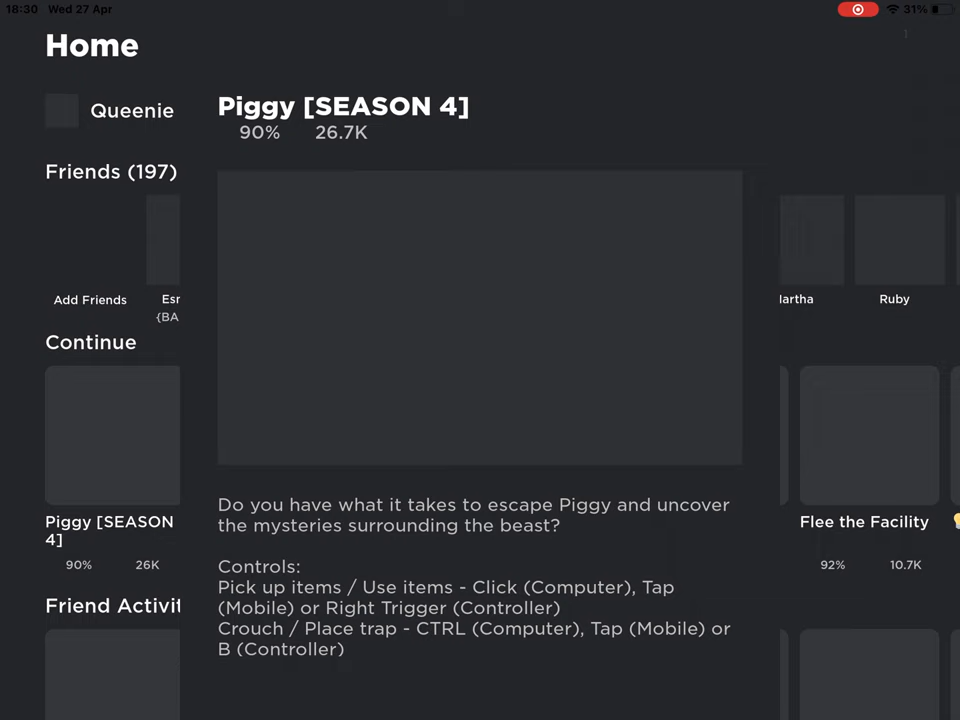 18:30 Wed 27 Apr
31%
Home
Queenie
Friends (197)
Add Friends
Esr
{BA
lartha
Ruby
Continue
Piggy [SEASON
4]
90% 26K
Flee the Facility
92% 10.7K
Friend Activit
Piggy [SEASON 4]
90% 26.7K
Do you have what it takes to escape Piggy and uncover
the mysteries surrounding the beast?
Controls:
Pick up items / Use items - Click (Computer), Tap
(Mobile) or Right Trigger (Controller)
Crouch / Place trap - CTRL (Computer), Tap (Mobile) or
B (Controller)